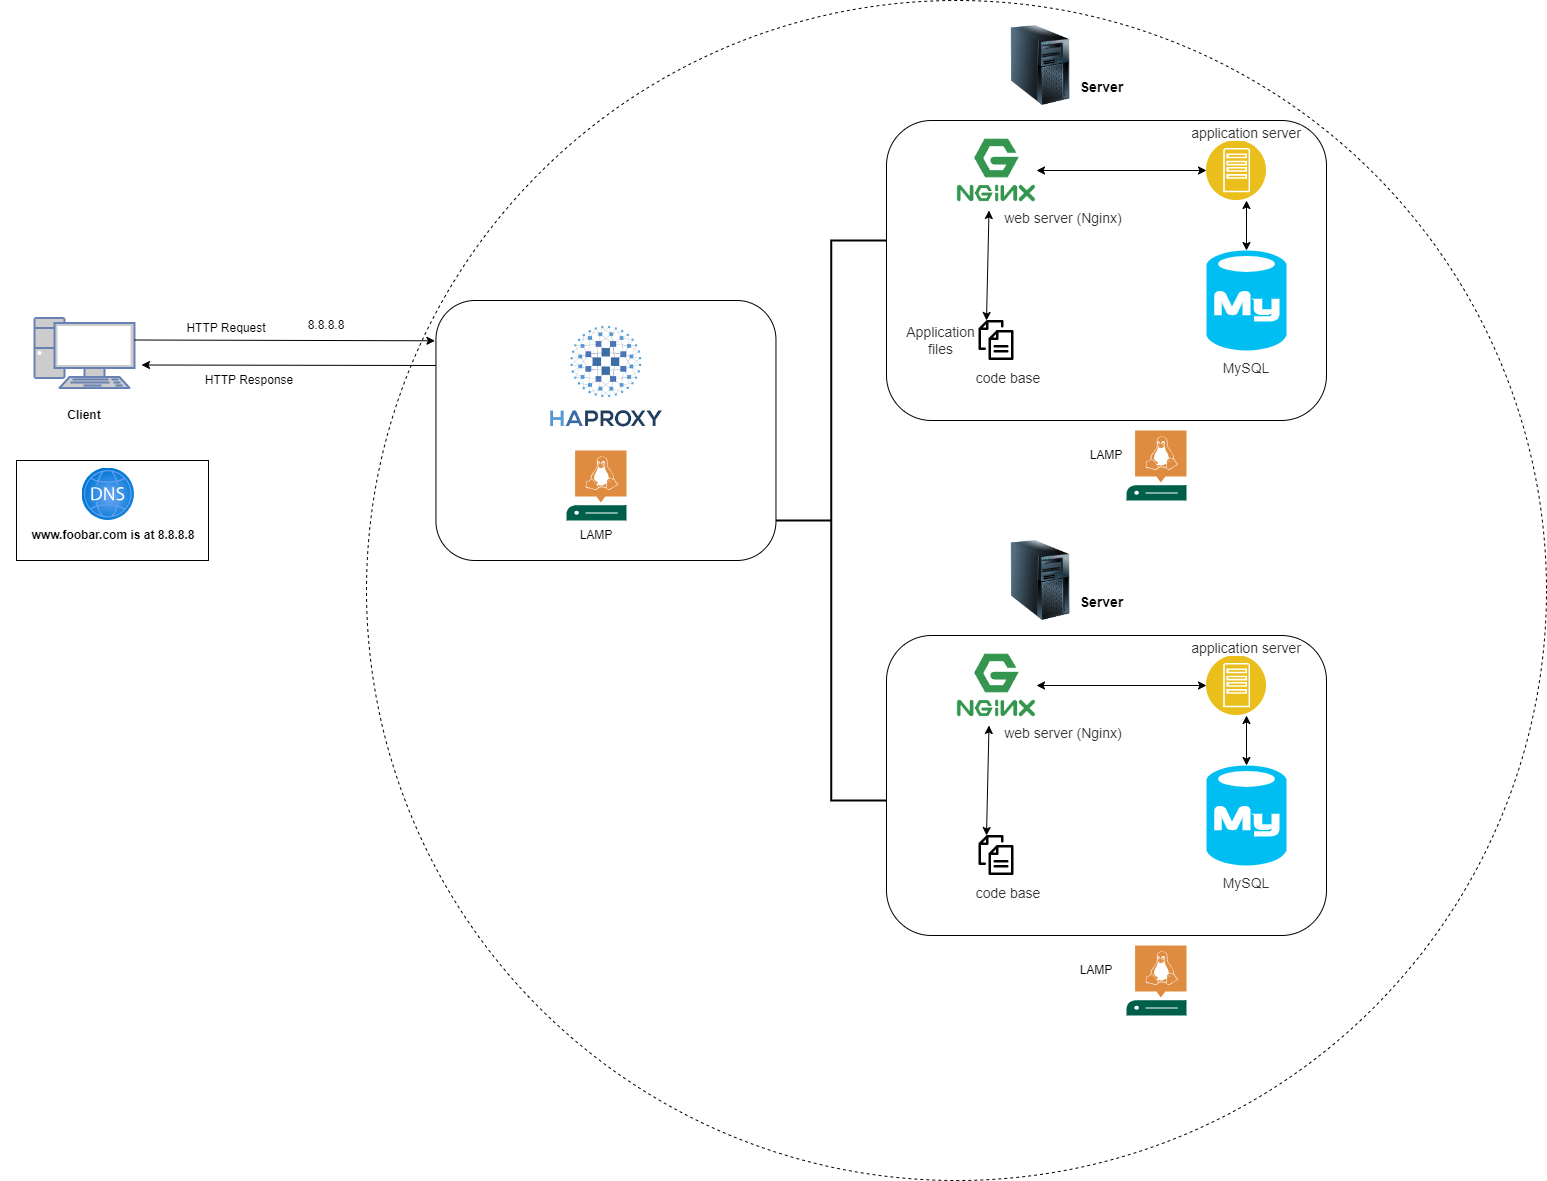 Server
application server
NGINX
web server (Nginx)
My
MySQL
Application
files
code base
LAMP
HTTP Request
8.8.8.8
HTTP Response
Client
DNS
www.foobar.com is at 8.8.8.8
HAPROXY
LAMP
Server
application server
NGINX
web server (Nginx)
My
MySQL
code base
LAMP